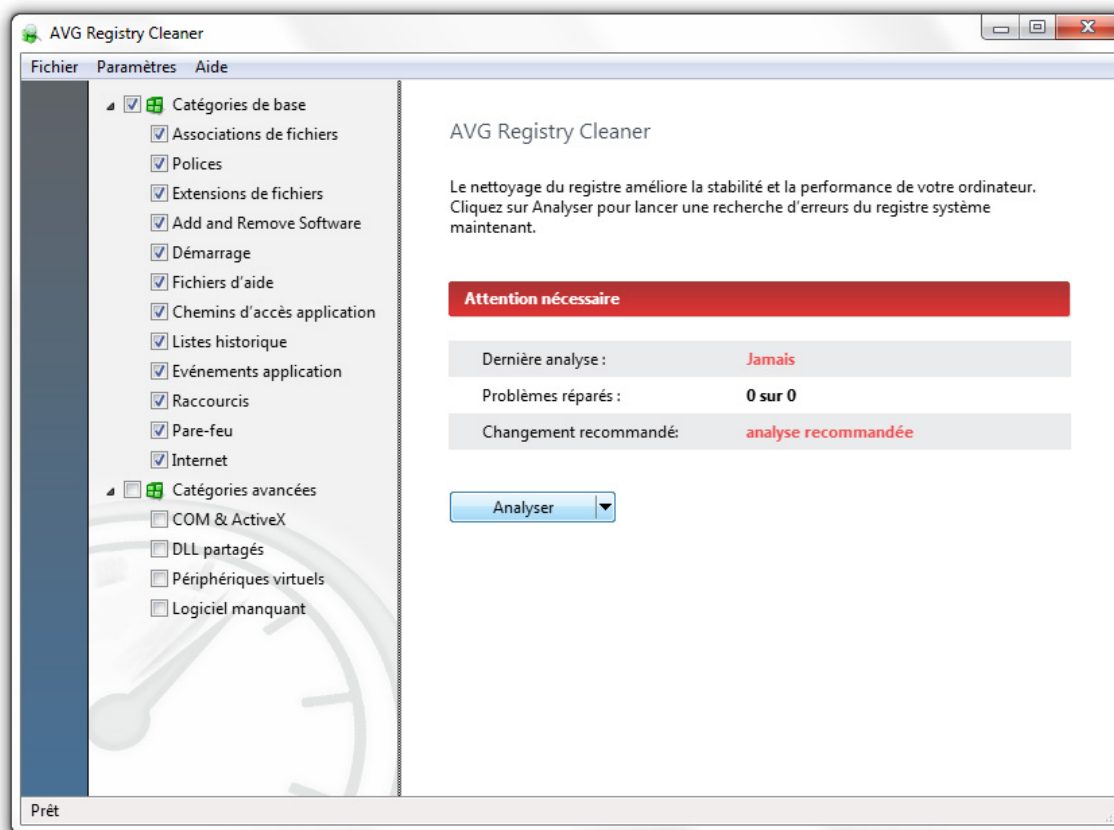 AVG Registry Cleaner
Fichier Paramètres Aide
Catégories de base
Associations de fichiers
Polices
Extensions de fichiers
Add and Remove Software
Démarrage
Fichiers d'aide
Chemins d'accès application
Listes historique
Evénements application
Raccourcis
Pare-feu
Internet
Catégories avancées
COM & ActiveX
DLL partagés
Périphériques virtuels
Logiciel manquant
AVG Registry Cleaner
Le nettoyage du registre améliore la stabilité et la performance de votre ordinateur.
Cliquez sur Analyser pour lancer une recherche d'erreurs du registre système
maintenant.
Attention nécessaire
Dernière analyse : Jamais
Problèmes réparés : 0 sur 0
Changement recommandé: analyse recommandée
Analyser
Prêt